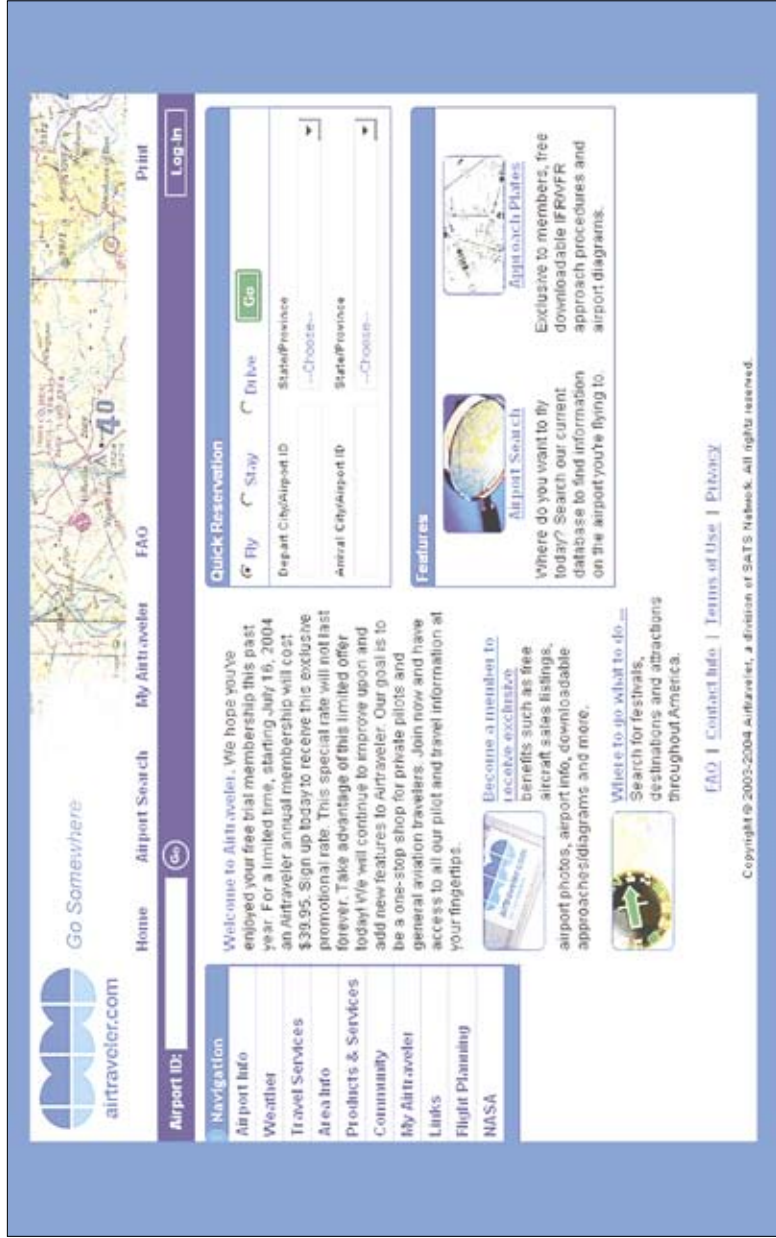 airtraveler.com
Go Somewhere
40
Home
Airport Search
My Airtraveler
FAQ
Print
Airport ID:
Go
Log-In
Navigation
Airport Info
Weather
Travel Services
Area Info
Products & Services
Community
My Airtraveler
Links
Flight Planning
NASA
Welcome to Airtraveler. We hope you've
enjoyed your free trial membership this past
year. For a limited time, starting July 16, 2004
an Airtraveler annual membership will cost
$39.95. Sign up today to receive this exclusive
promotional rate. This special rate will not last
forever. Take advantage of this limited offer
today! We will continue to improve upon and
add new features to Airtraveler. Our goal is to
be a one-stop shop for private pilots and
general aviation travelers. Join now and have
access to all our pilot and travel information at
your fingertips.
airtraveler.com
Become a member to
receive exclusive
benefits such as free
aircraft sales listings,
airport photos, airport info, downloadable
approaches/diagrams and more.
Where to go what to do ...
Search for festivals,
destinations and attractions
throughout America.
Quick Reservation
Fly
Stay
Drive
Go
Depart City/Airport ID
State/Province
--Choose--
Arrival City/Airport ID
State/Province
--Choose--
Features
Airport Search
Where do you want to fly
today? Search our current
database to find information
on the airport you're flying to.
Approach Plates
Exclusive to members, free
downloadable IFR/VFR
approach procedures and
airport diagrams.
FAQ | Contact Info | Terms of Use | Privacy
Copyright © 2003-2004 Airtraveler, a division of SATS Network. All rights reserved.